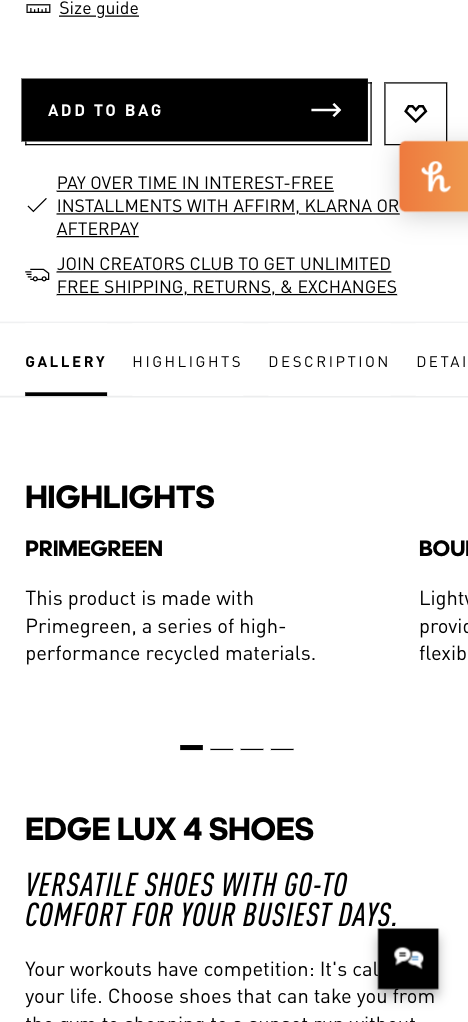 Size guide
ADD TO BAG
h
PAY OVER TIME IN INTEREST-FREE
INSTALLMENTS WITH AFFIRM, KLARNA OR
AFTERPAY
JOIN CREATORS CLUB TO GET UNLIMITED
FREE SHIPPING, RETURNS, & EXCHANGES
GALLERY HIGHLIGHTS DESCRIPTION
HIGHLIGHTS
PRIMEGREEN
This product is made with
Primegreen, a series of high-
performance recycled materials.
EDGE LUX 4 SHOES
VERSATILE SHOES WITH GO-TO
COMFORT FOR YOUR BUSIEST DAYS.
Your workouts have competition: It's
your life. Choose shoes that can take you from